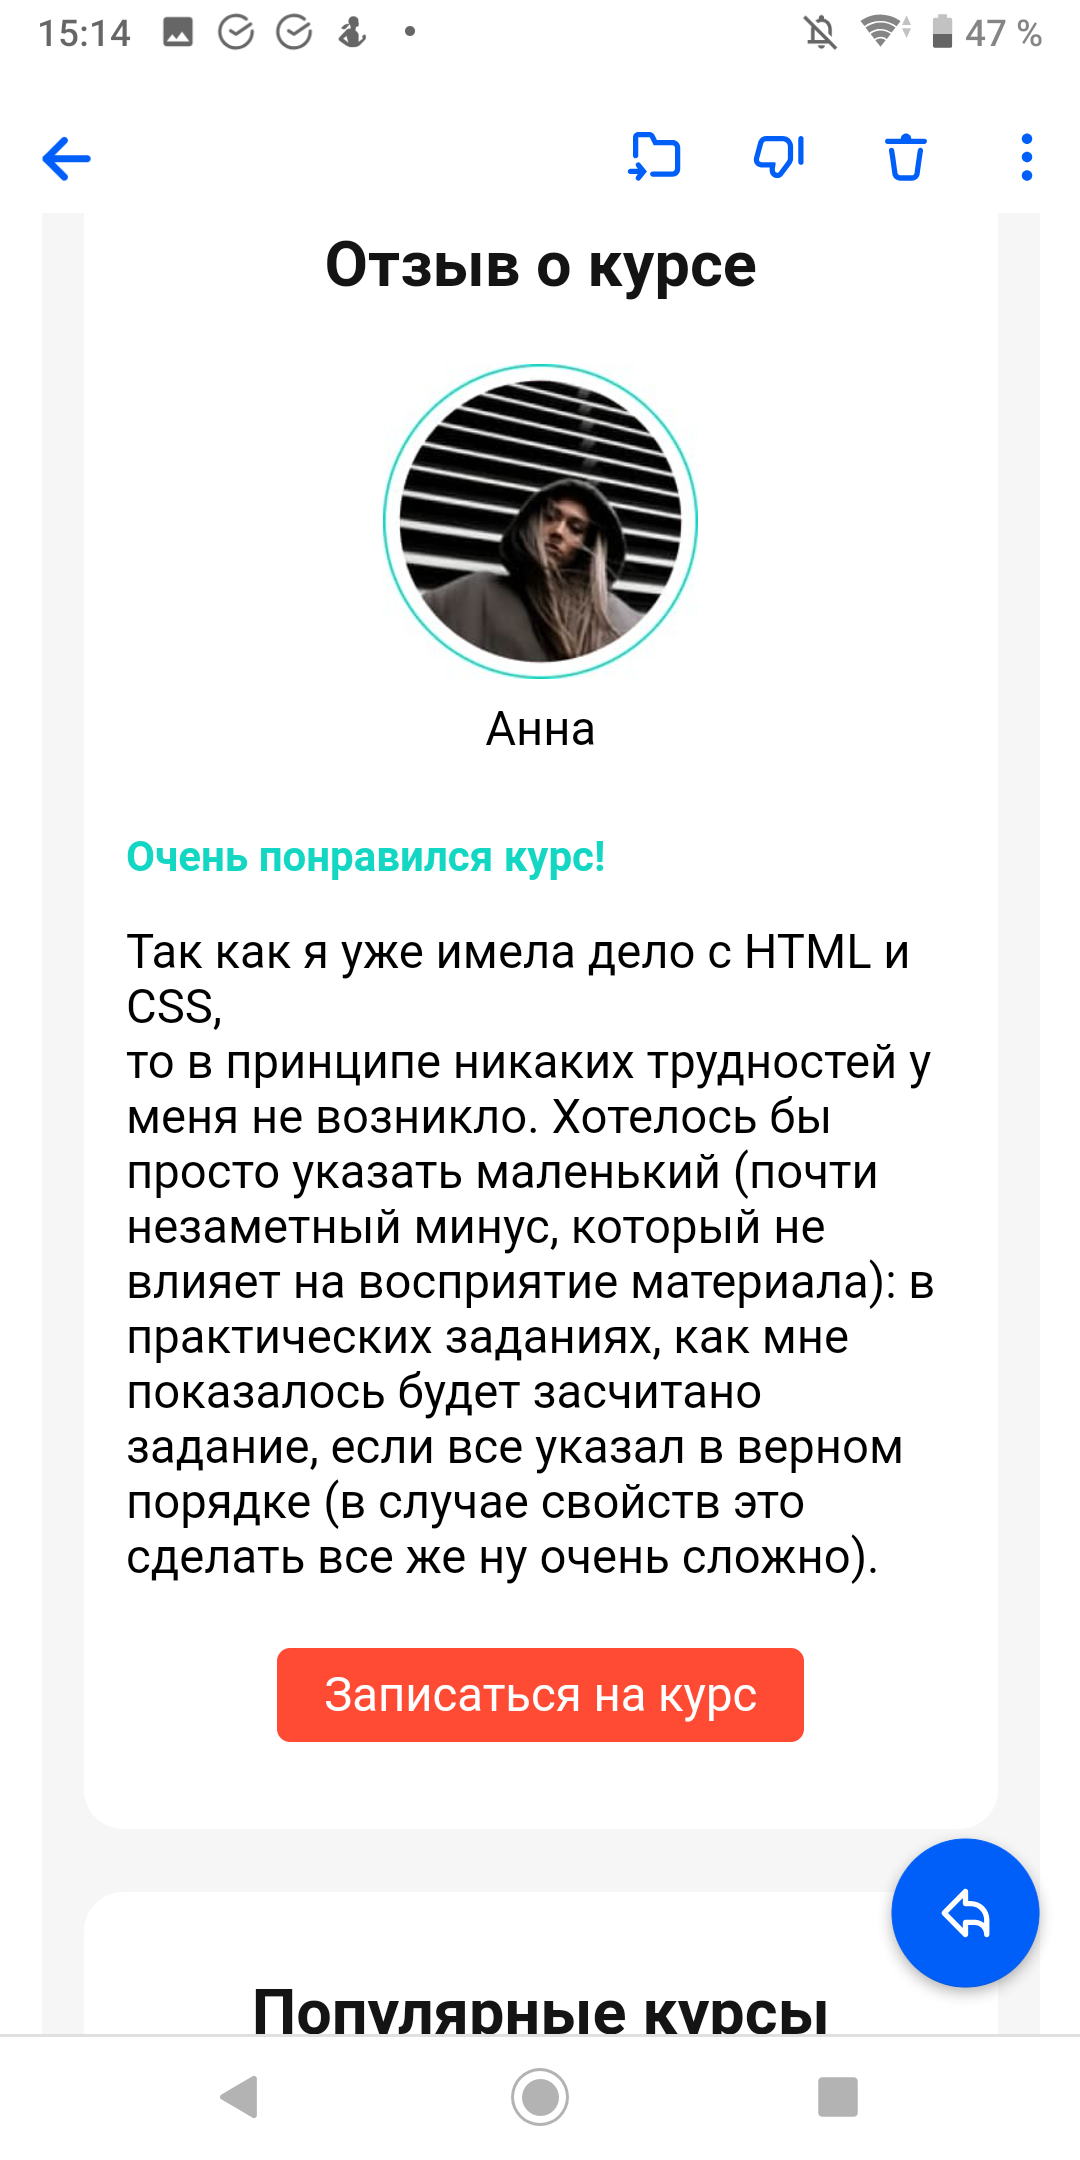 15:14
47 %
Отзыв о курсе
Анна
Очень понравился курс!
Так как я уже имела дело с HTML и
CSS,
то в принципе никаких трудностей у
меня не возникло. Хотелось бы
просто указать маленький (почти
незаметный минус, который не
влияет на восприятие материала): в
практических заданиях, как мне
показалось будет засчитано
задание, если все указал в верном
порядке (в случае свойств это
сделать все же ну очень сложно).
Записаться на курс
Популярные курсы